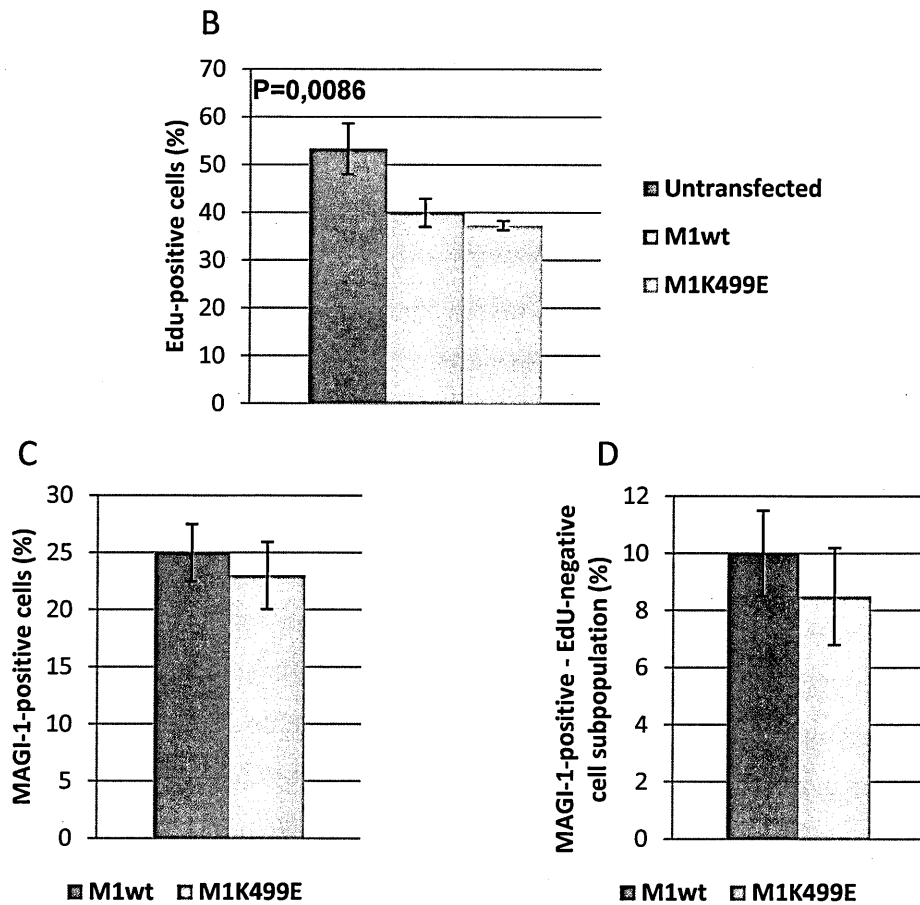 B
70
60
50
40
30
20
10
0
P=0,0086
Edu-positive cells (%)
Untransfected
M1wt
M1K499E
C
30
25
20
15
10
5
0
MAGI-1-positive cells (%)
M1wt M1K499E
D
12
10
8
6
4
2
0
MAGI-1-positive - EdU-negative
cell subpopulation (%)
M1wt M1K499E